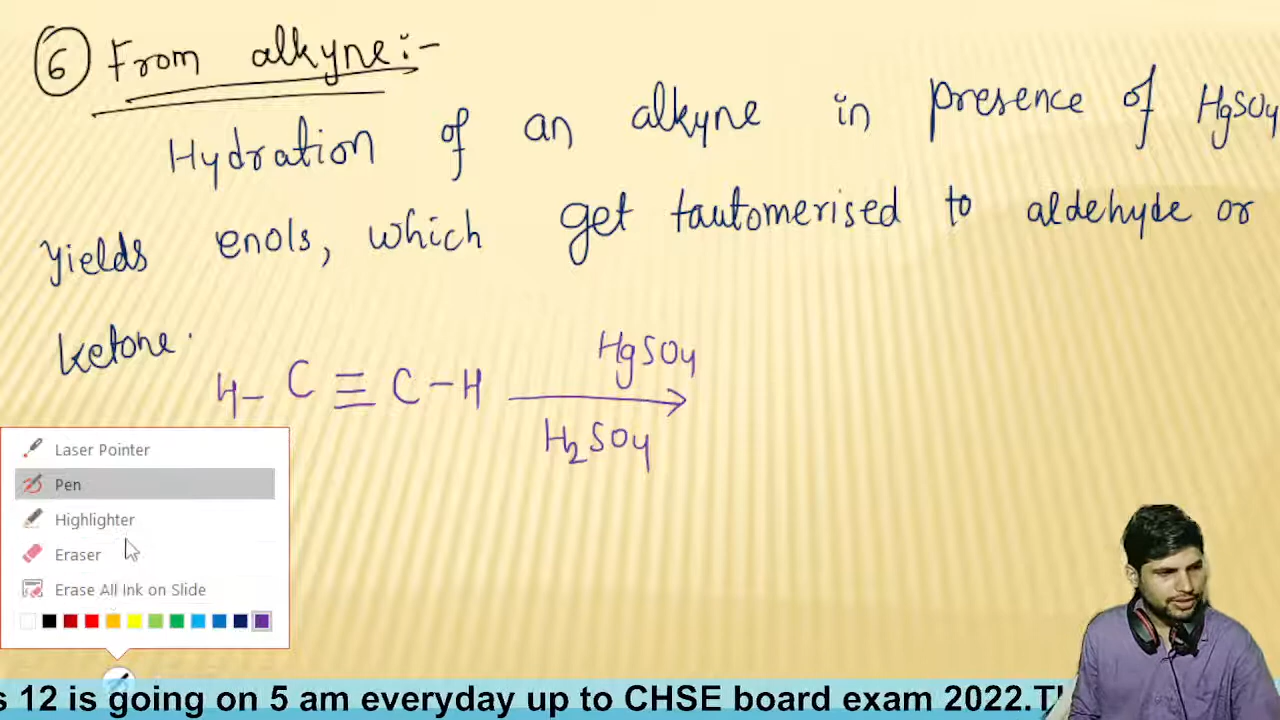 6 From alkyne:-
Hydration of an alkyne in presence of HgSO4
yields enols, which get tautomerised to aldehyde or
ketone.
HgSO4
H-C≡C-H
H2SO4
Laser Pointer
Pen
Highlighter
Eraser
Erase All Ink on Slide
s 12 is going on 5 am everyday up to CHSE board exam 2022.